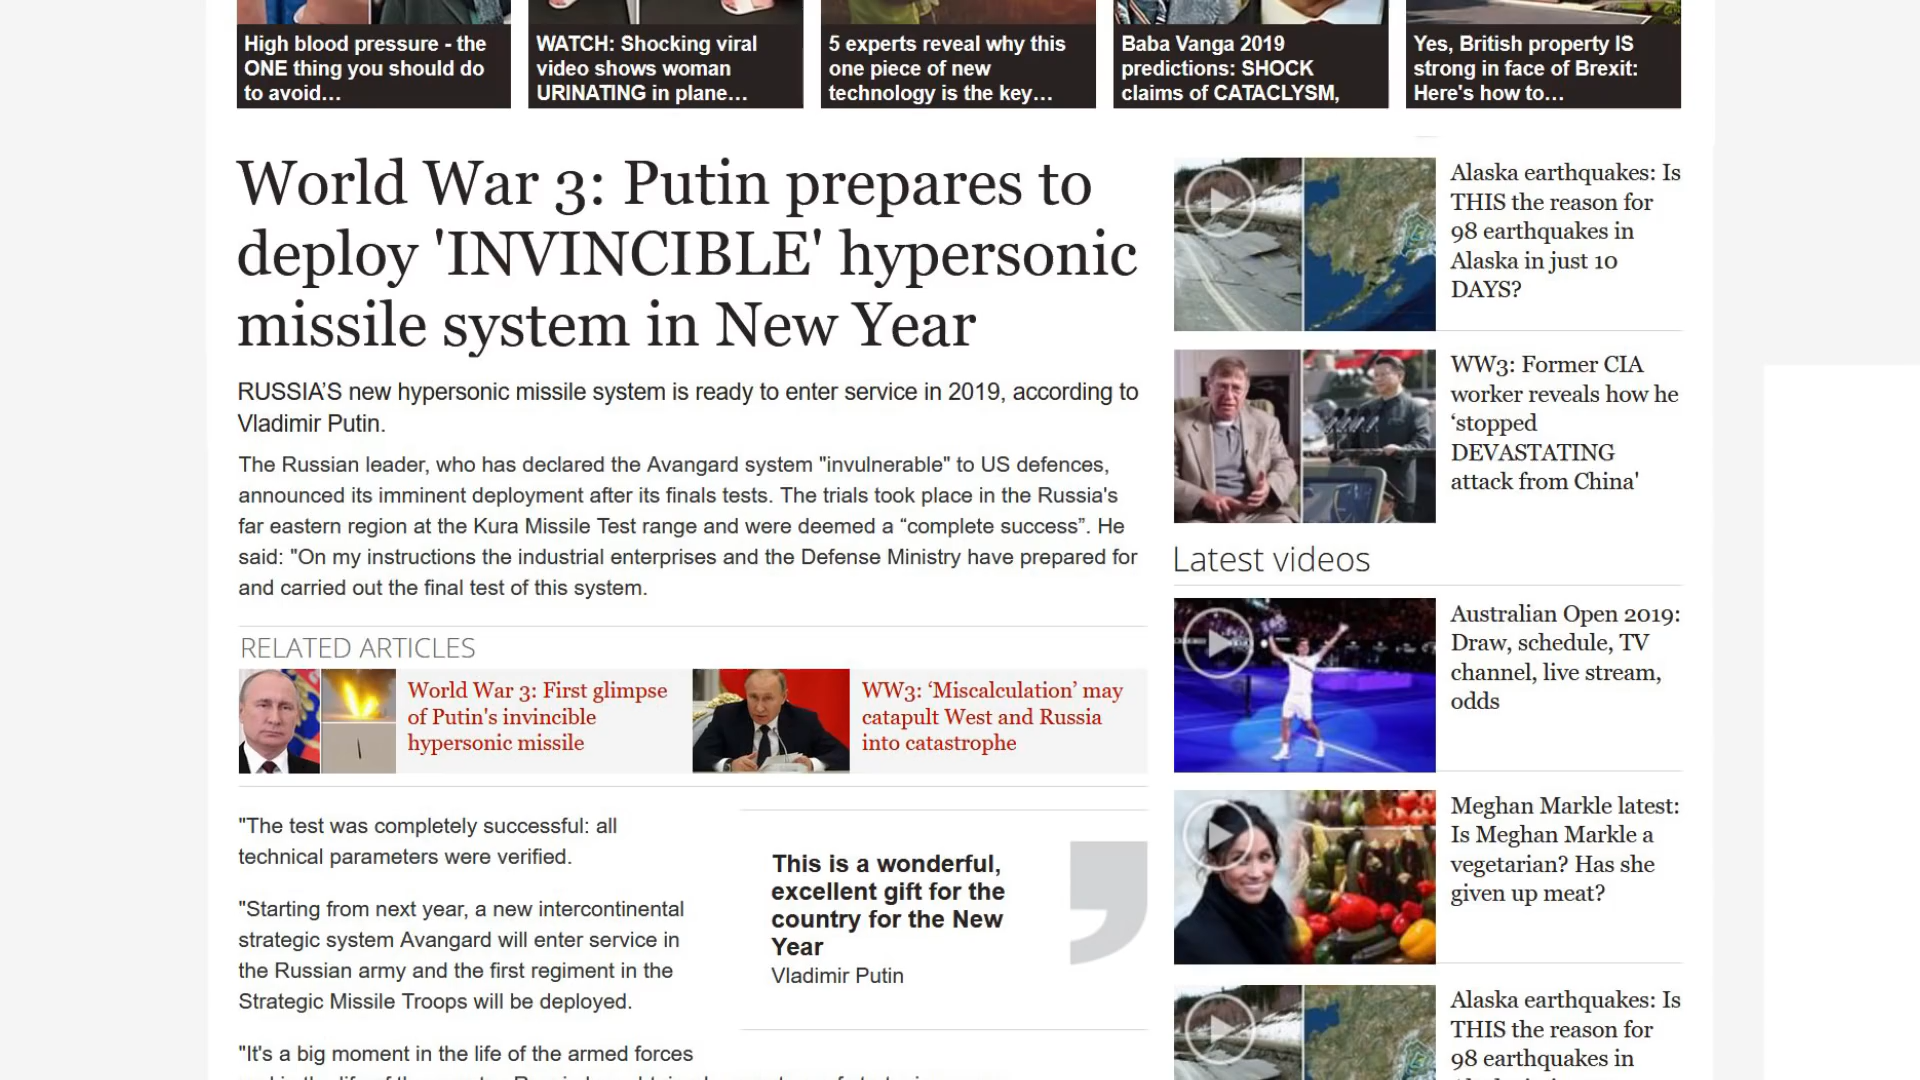 High blood pressure - the
ONE thing you should do
to avoid…
WATCH: Shocking viral
video shows woman
URINATING in plane…
5 experts reveal why this
one piece of new
technology is the key…
Baba Vanga 2019
predictions: SHOCK
claims of CATACLYSM,
Yes, British property IS
strong in face of Brexit:
Here's how to…
World War 3: Putin prepares to
deploy 'INVINCIBLE' hypersonic
missile system in New Year
RUSSIA'S new hypersonic missile system is ready to enter service in 2019, according to
Vladimir Putin.
The Russian leader, who has declared the Avangard system "invulnerable" to US defences,
announced its imminent deployment after its finals tests. The trials took place in the Russia's
far eastern region at the Kura Missile Test range and were deemed a “complete success”. He
said: "On my instructions the industrial enterprises and the Defense Ministry have prepared for
and carried out the final test of this system.
RELATED ARTICLES
World War 3: First glimpse
of Putin's invincible
hypersonic missile
WW3: ‘Miscalculation’ may
catapult West and Russia
into catastrophe
"The test was completely successful: all
technical parameters were verified.
"Starting from next year, a new intercontinental
strategic system Avangard will enter service in
the Russian army and the first regiment in the
Strategic Missile Troops will be deployed.
"It's a big moment in the life of the armed forces
This is a wonderful,
excellent gift for the
country for the New
Year
Vladimir Putin
Alaska earthquakes: Is
THIS the reason for
98 earthquakes in
Alaska in just 10
DAYS?
WW3: Former CIA
worker reveals how he
‘stopped
DEVASTATING
attack from China'
Latest videos
Australian Open 2019:
Draw, schedule, TV
channel, live stream,
odds
Meghan Markle latest:
Is Meghan Markle a
vegetarian? Has she
given up meat?
Alaska earthquakes: Is
THIS the reason for
98 earthquakes in